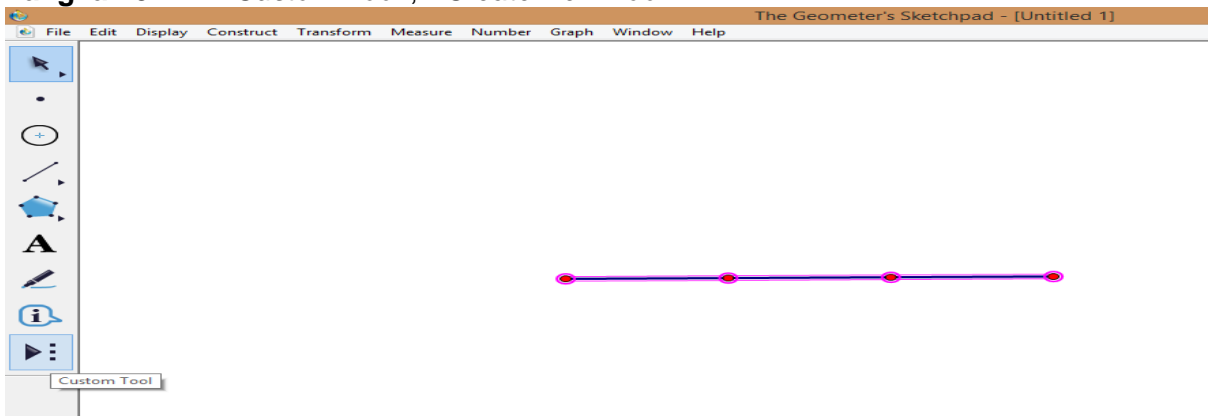 The Geometer's Sketchpad - [Untitled 1]
File Edit Display Construct Transform Measure Number Graph Window Help
A
i
Custom Tool